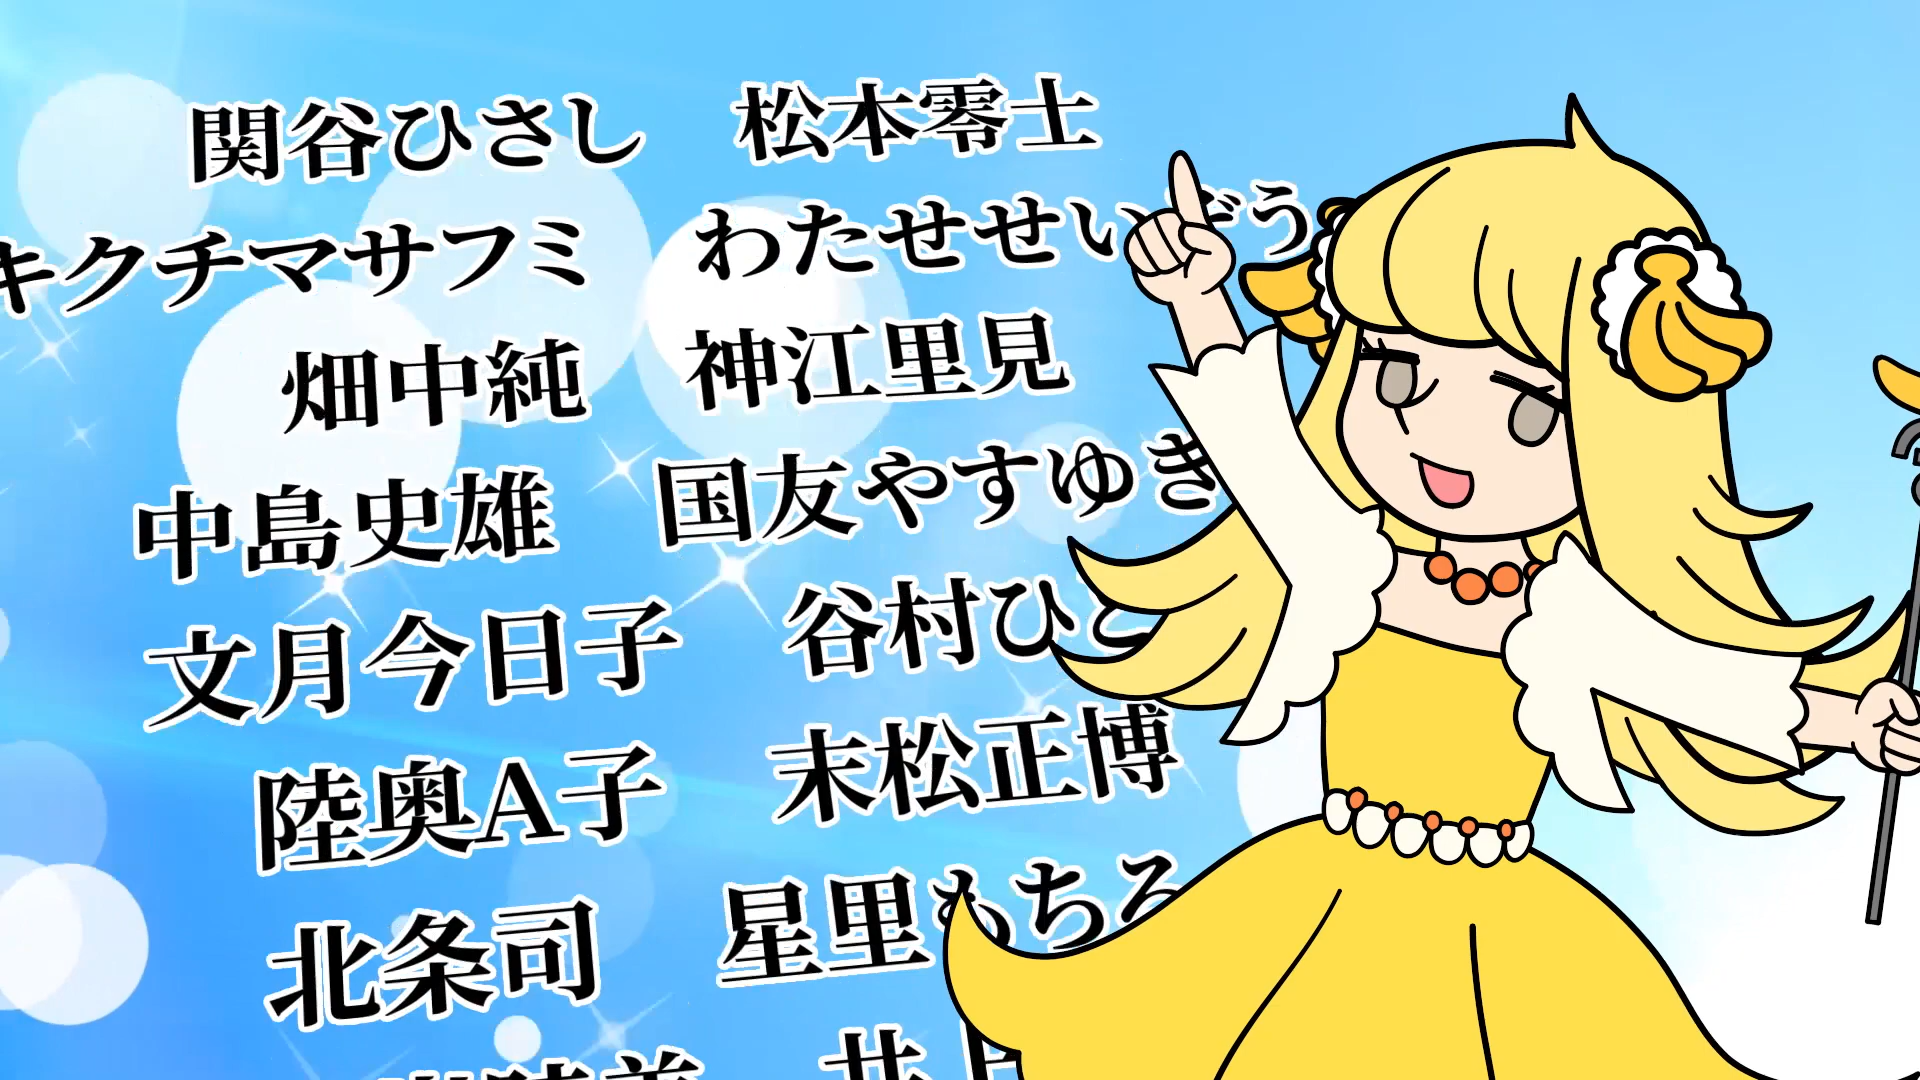 関谷ひさし 松本零士
キクチマサフミ わたせせいぞう
畑中純 神江里見
中島史雄 国友やすゆき
文月今日子 谷村ひと
陸奥A子 末松正博
北条司 星里もちる
井上